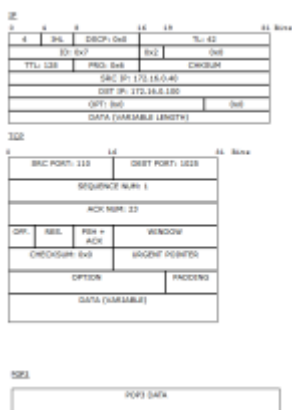 IP
0 4 8 16 19 31 Bits
4 IHL DSCP: 0x0 TL: 42
ID: 0x7 0x2 0x0
TTL: 128 PRO: 0x6 CHKSUM
SRC IP: 172.16.0.40
DST IP: 172.16.0.100
OPT: 0x0 0x0
DATA (VARIABLE LENGTH)
TCP
0 16 31 Bits
SRC PORT: 110 DEST PORT: 1028
SEQUENCE NUM: 1
ACK NUM: 23
OFF. RES. PSH + WINDOW
ACK
CHECKSUM: 0x0 URGENT POINTER
OPTION PADDING
DATA (VARIABLE)
POP3
POP3 DATA